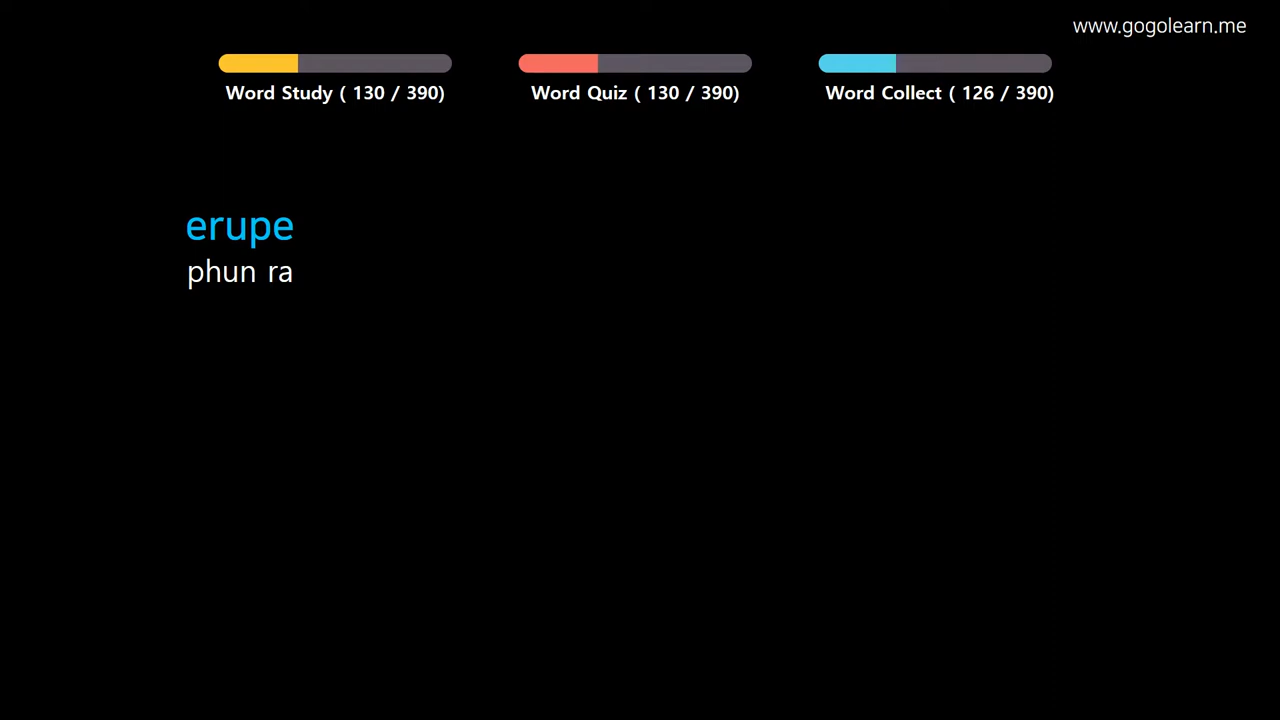 www.gogolearn.me
Word Study ( 130 / 390)
Word Quiz ( 130 / 390)
Word Collect ( 126 / 390)
erupe
phun ra